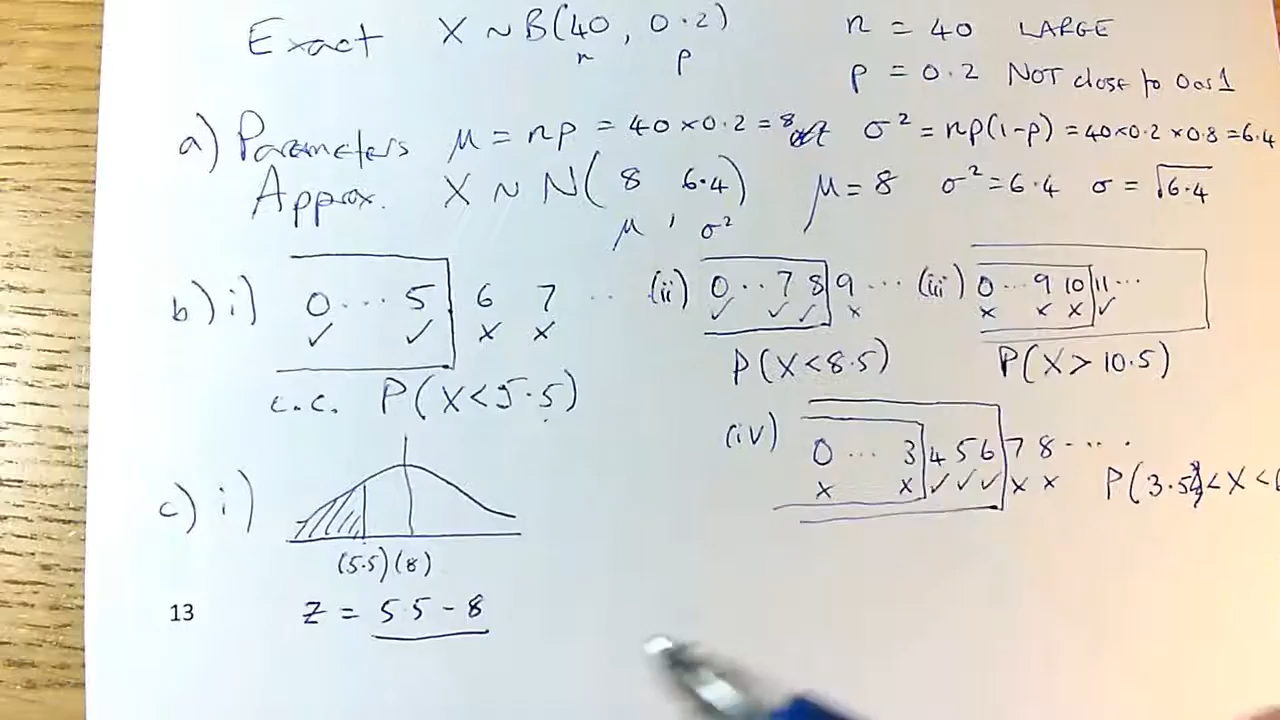 Exact X ~ B(40, 0.2) n = 40 LARGE
n p p = 0.2 NOT close to 0 or 1
a) Parameters μ = np = 40×0.2 = 8 σ² = np(1-p) = 40×0.2×0.8 = 6.4
Approx. X ~ N(8 6.4) μ = 8 σ² = 6.4 σ = √6.4
μ , σ²
b) i) 0 ... 5 6 7 ...
✓ ✓ × ×
c.c. P(X<5.5)
(ii) 0 .. 7 8 9 ...
✓ ✓ ✓ ×
P(X<8.5)
(iii) 0 ... 9 10 11 ...
× × × ✓
P(X > 10.5)
(iv) 0 ... 3 4 5 6 7 8 ....
× × ✓ ✓ ✓ × × P(3.5 < X <
c) i)
(5.5) (8)
13 Z = 5.5 - 8